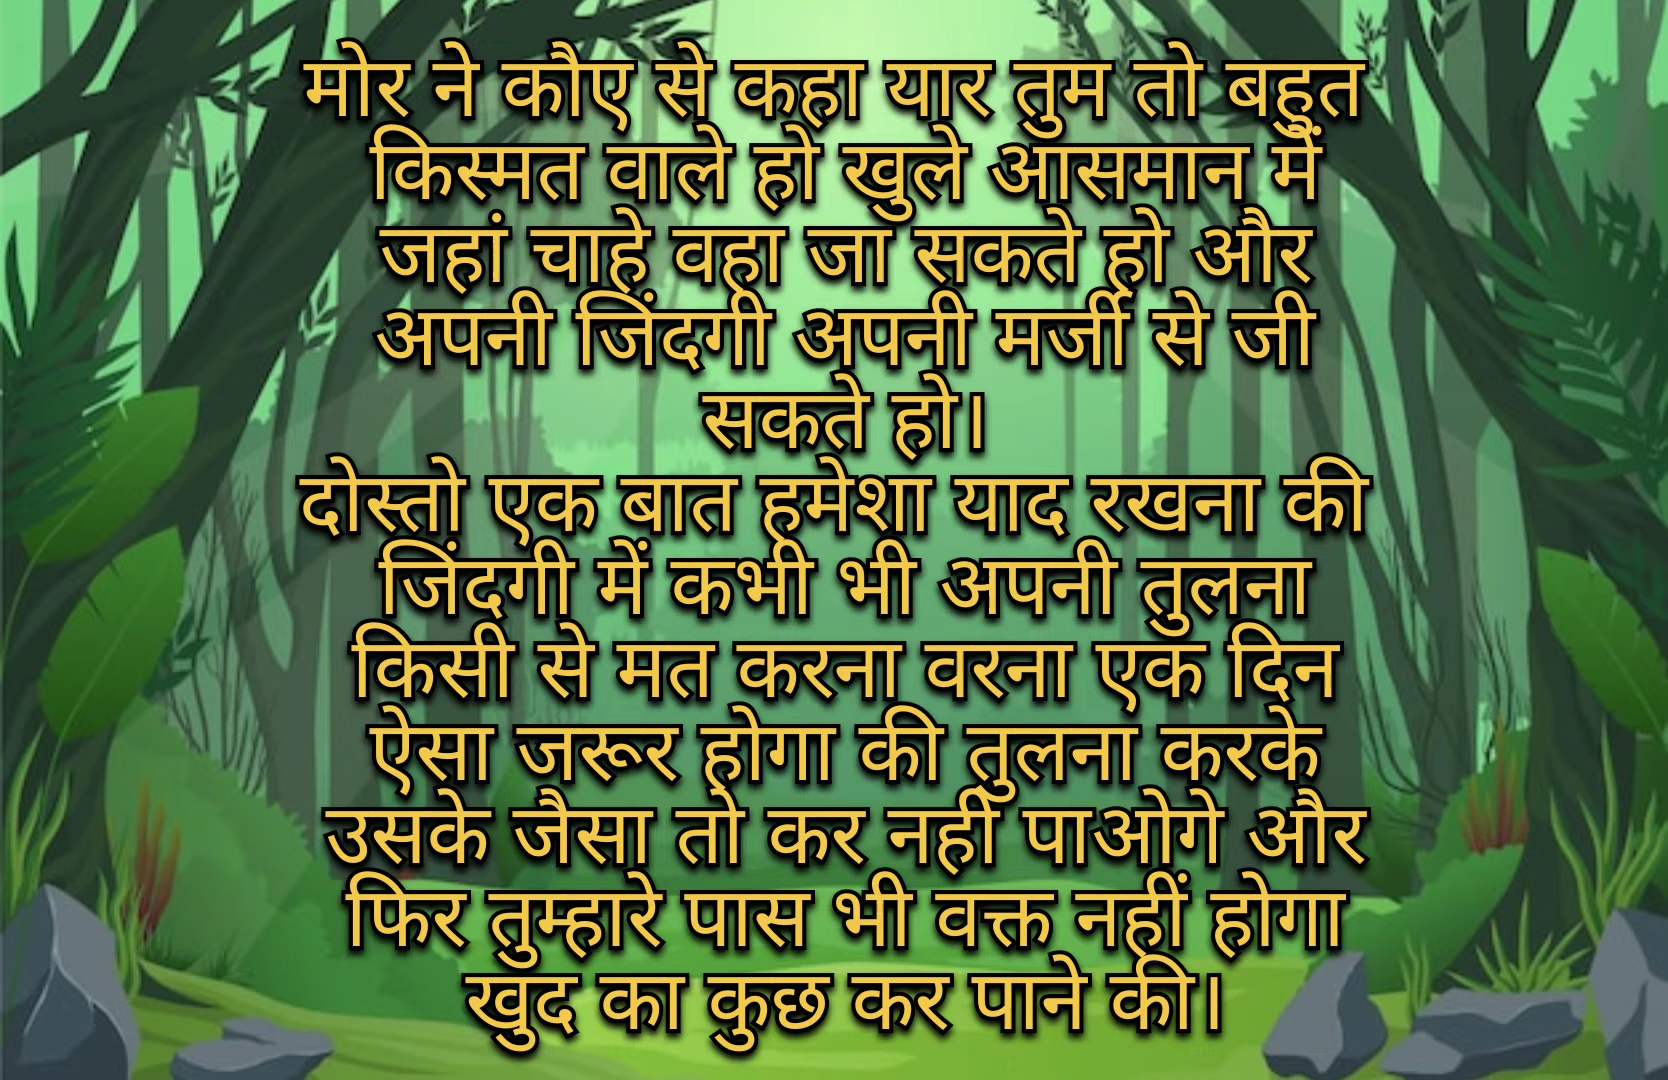 मोर ने कौए से कहा यार तुम तो बहुत
किस्मत वाले हो खुले आसमान में
जहां चाहे वहा जा सकते हो और
अपनी जिंदगी अपनी मर्जी से जी
सकते हो।
दोस्तो एक बात हमेशा याद रखना की
जिंदगी में कभी भी अपनी तुलना
किसी से मत करना वरना एक दिन
ऐसा जरूर होगा की तुलना करके
उसके जैसा तो कर नही पाओगे और
फिर तुम्हारे पास भी वक्त नहीं होगा
खुद का कुछ कर पाने की।